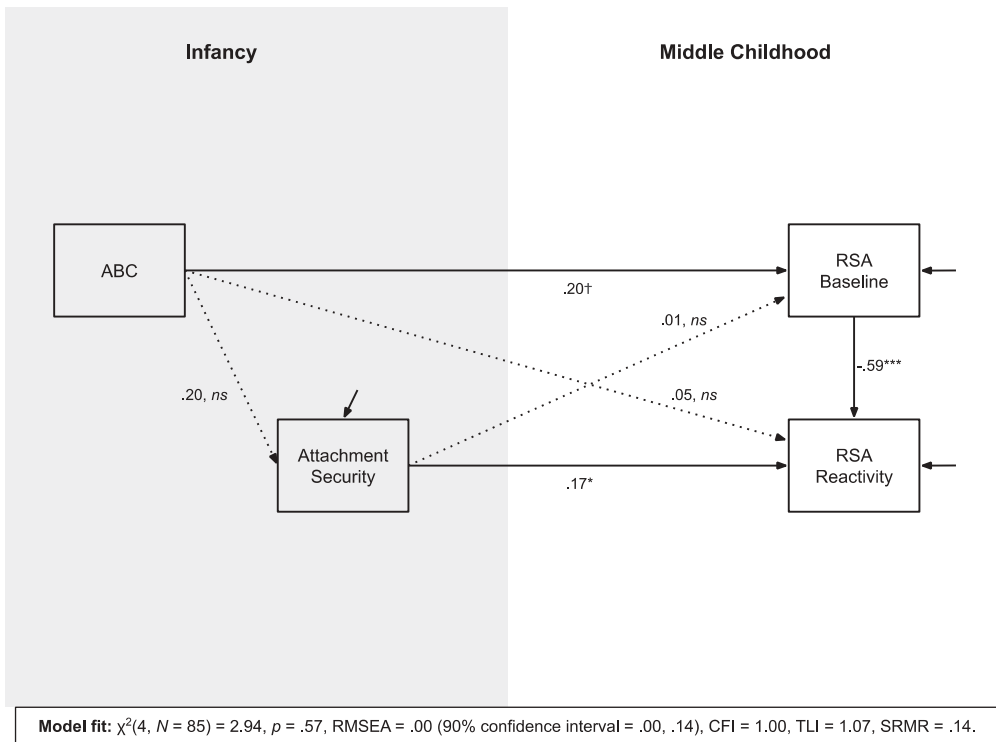 Infancy
Middle Childhood
ABC
RSA
Baseline
.20†
.01, ns
-.59***
.20, ns
.05, ns
Attachment
Security
RSA
Reactivity
.17*
Model fit: χ²(4, N = 85) = 2.94, p = .57, RMSEA = .00 (90% confidence interval = .00, .14), CFI = 1.00, TLI = 1.07, SRMR = .14.